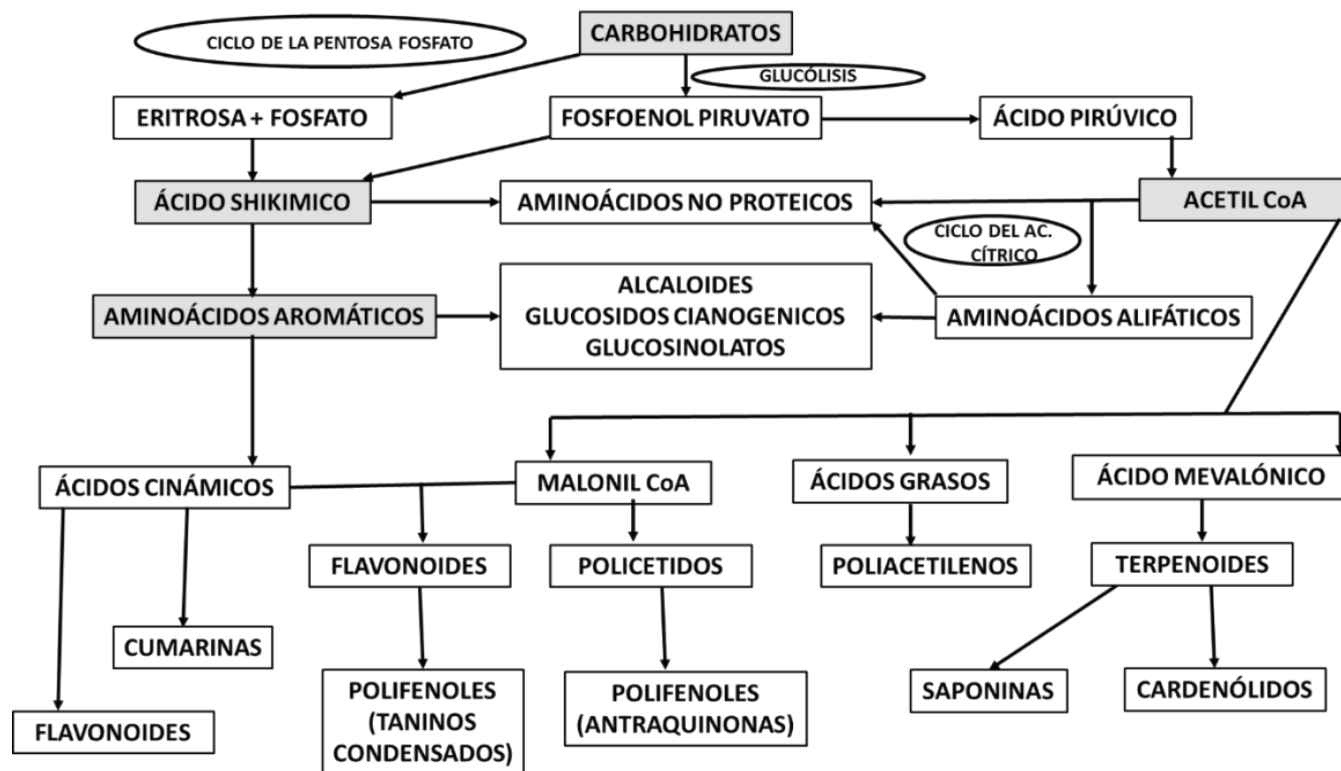 CICLO DE LA PENTOSA FOSFATO
CARBOHIDRATOS
GLUCÓLISIS
ERITROSA + FOSFATO
FOSFOENOL PIRUVATO
ÁCIDO PIRÚVICO
ÁCIDO SHIKIMICO
AMINOÁCIDOS NO PROTEICOS
ACETIL CoA
CICLO DEL AC.
CÍTRICO
AMINOÁCIDOS AROMÁTICOS
ALCALOIDES
GLUCOSIDOS CIANOGENICOS
GLUCOSINOLATOS
AMINOÁCIDOS ALIFÁTICOS
ÁCIDOS CINÁMICOS
MALONIL CoA
ÁCIDOS GRASOS
ÁCIDO MEVALÓNICO
FLAVONOIDES
POLICETIDOS
POLIACETILENOS
TERPENOIDES
CUMARINAS
POLIFENOLES
(TANINOS
CONDENSADOS)
POLIFENOLES
(ANTRAQUINONAS)
SAPONINAS
CARDENÓLIDOS
FLAVONOIDES